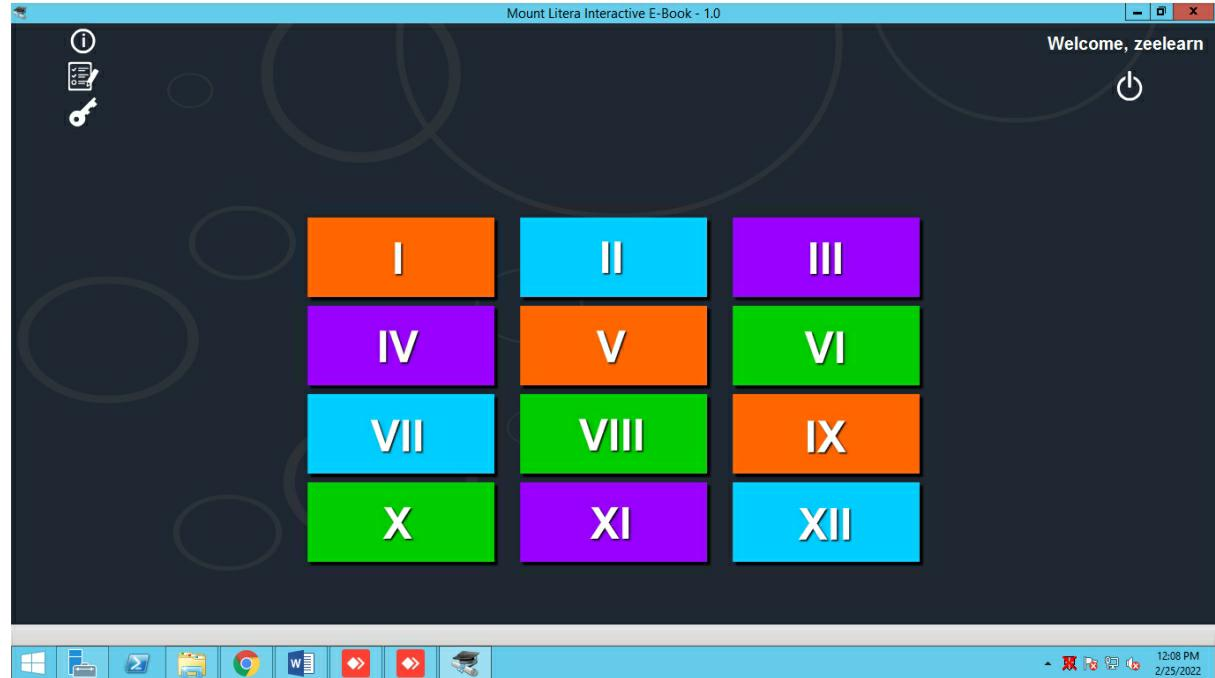 Mount Litera Interactive E-Book - 1.0
Welcome, zeelearn
I II III
IV V VI
VII VIII IX
X XI XII
12:08 PM
2/25/2022